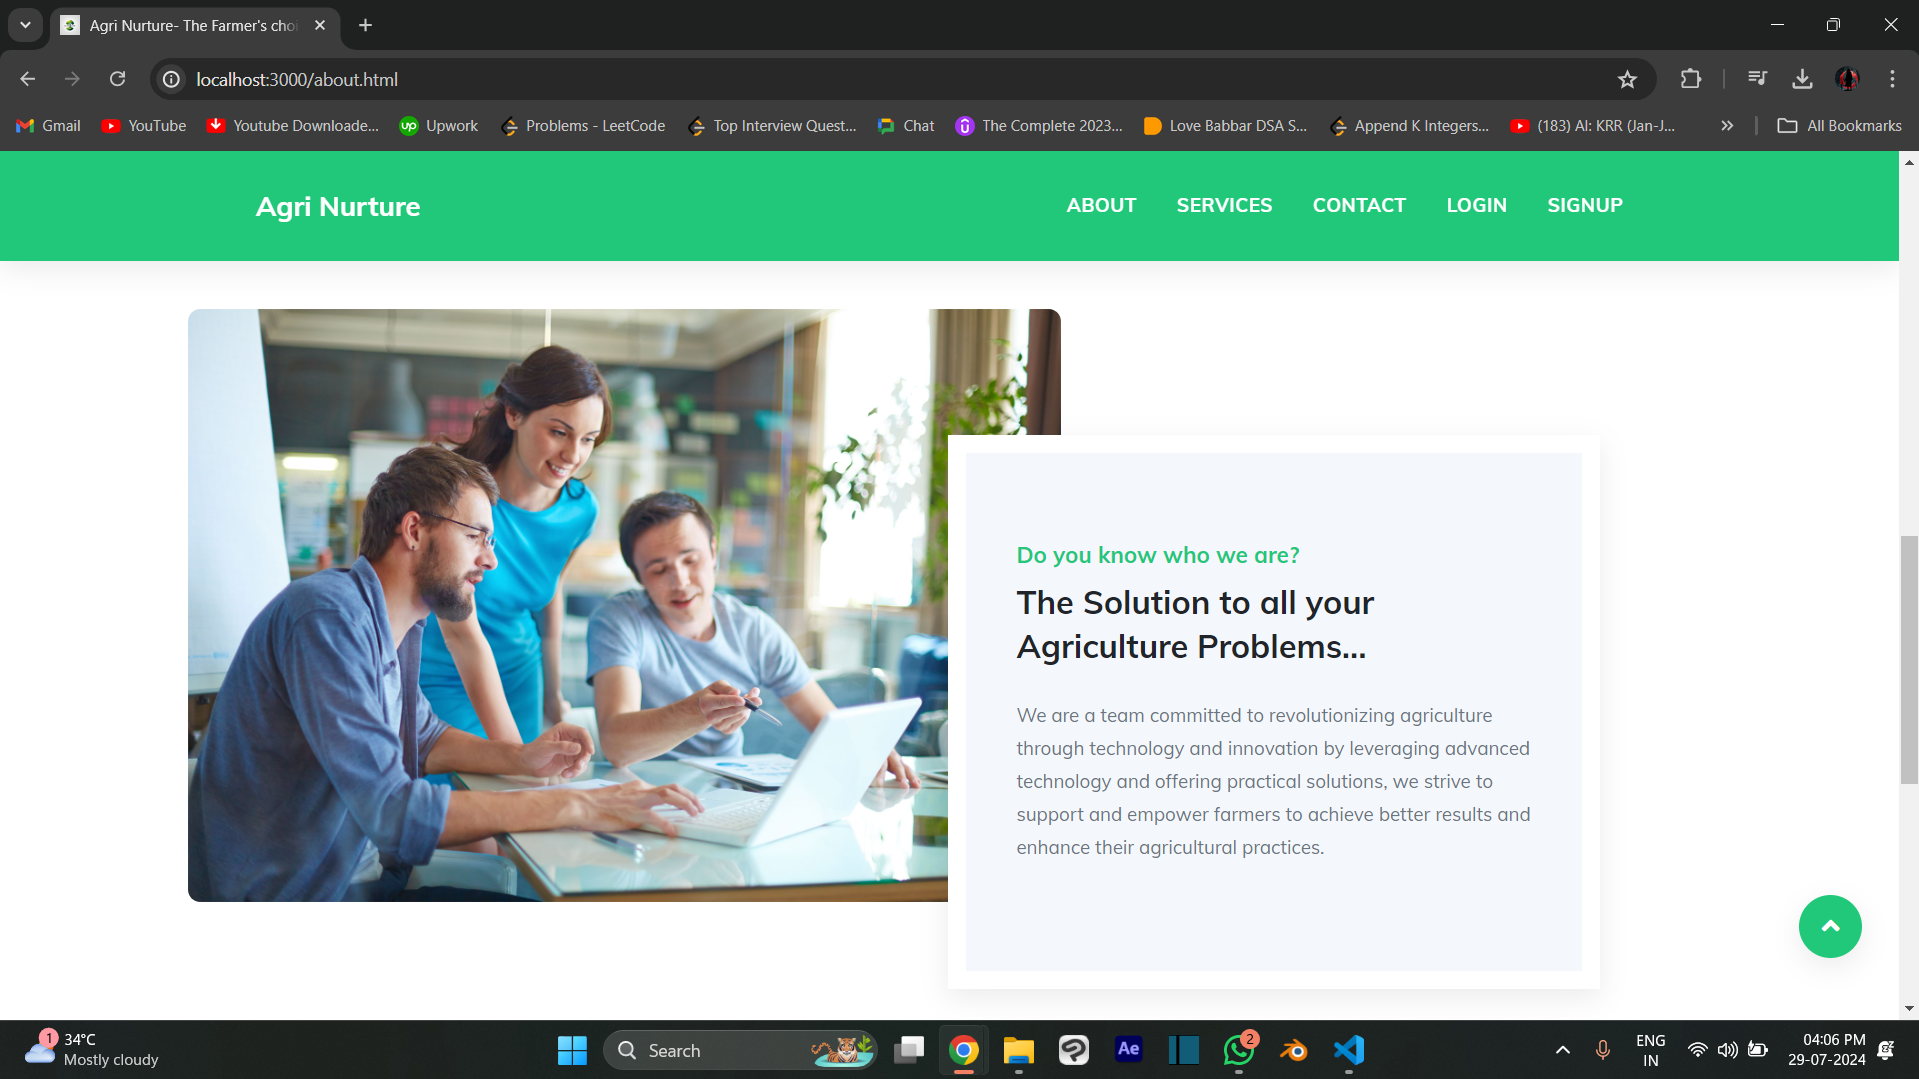 Agri Nurture- The Farmer's choi
localhost:3000/about.html
Gmail
YouTube
Youtube Downloade...
Upwork
Problems - LeetCode
Top Interview Quest...
Chat
The Complete 2023...
Love Babbar DSA S...
Append K Integers...
(183) AI: KRR (Jan-J...
All Bookmarks
Agri Nurture
ABOUT
SERVICES
CONTACT
LOGIN
SIGNUP
Do you know who we are?
The Solution to all your
Agriculture Problems...
We are a team committed to revolutionizing agriculture
through technology and innovation by leveraging advanced
technology and offering practical solutions, we strive to
support and empower farmers to achieve better results and
enhance their agricultural practices.
1
34°C
Mostly cloudy
Search
Ae
2
ENG
IN
04:06 PM
29-07-2024